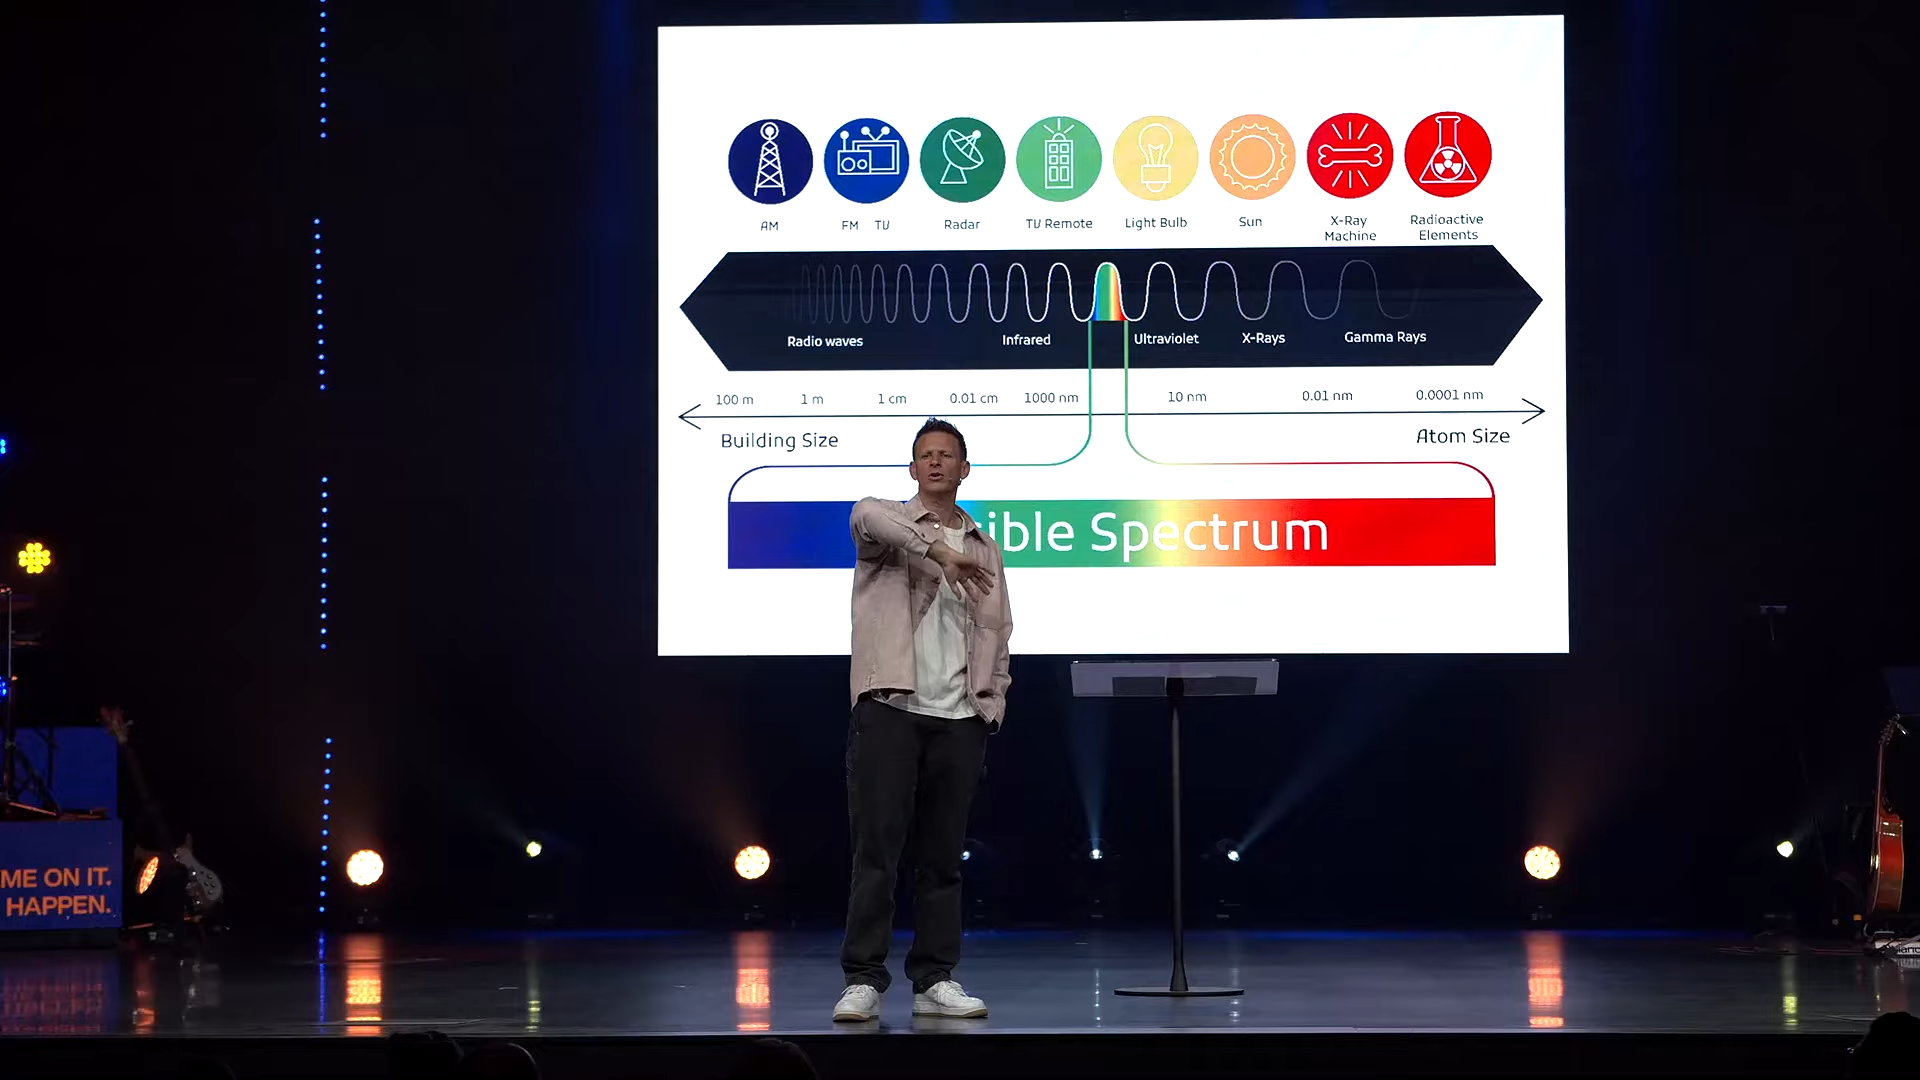 AM
FM TV
Radar
TV Remote
Light Bulb
Sun
X-Ray
Machine
Radioactive
Elements
Radio waves
Infrared
Ultraviolet
X-Rays
Gamma Rays
100 m
1 m
1 cm
0.01 cm
1000 nm
10 nm
0.01 nm
0.0001 nm
Building Size
Atom Size
ible Spectrum
ME ON IT.
HAPPEN.